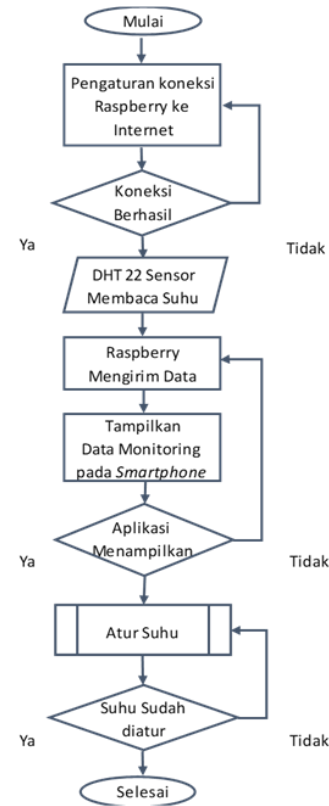 Mulai
Pengaturan koneksi
Raspberry ke
Internet
Koneksi
Berhasil
Ya
Tidak
DHT 22 Sensor
Membaca Suhu
Raspberry
Mengirim Data
Tampilkan
Data Monitoring
pada Smartphone
Aplikasi
Menampilkan
Ya
Tidak
Atur Suhu
Suhu Sudah
diatur
Ya
Tidak
Selesai